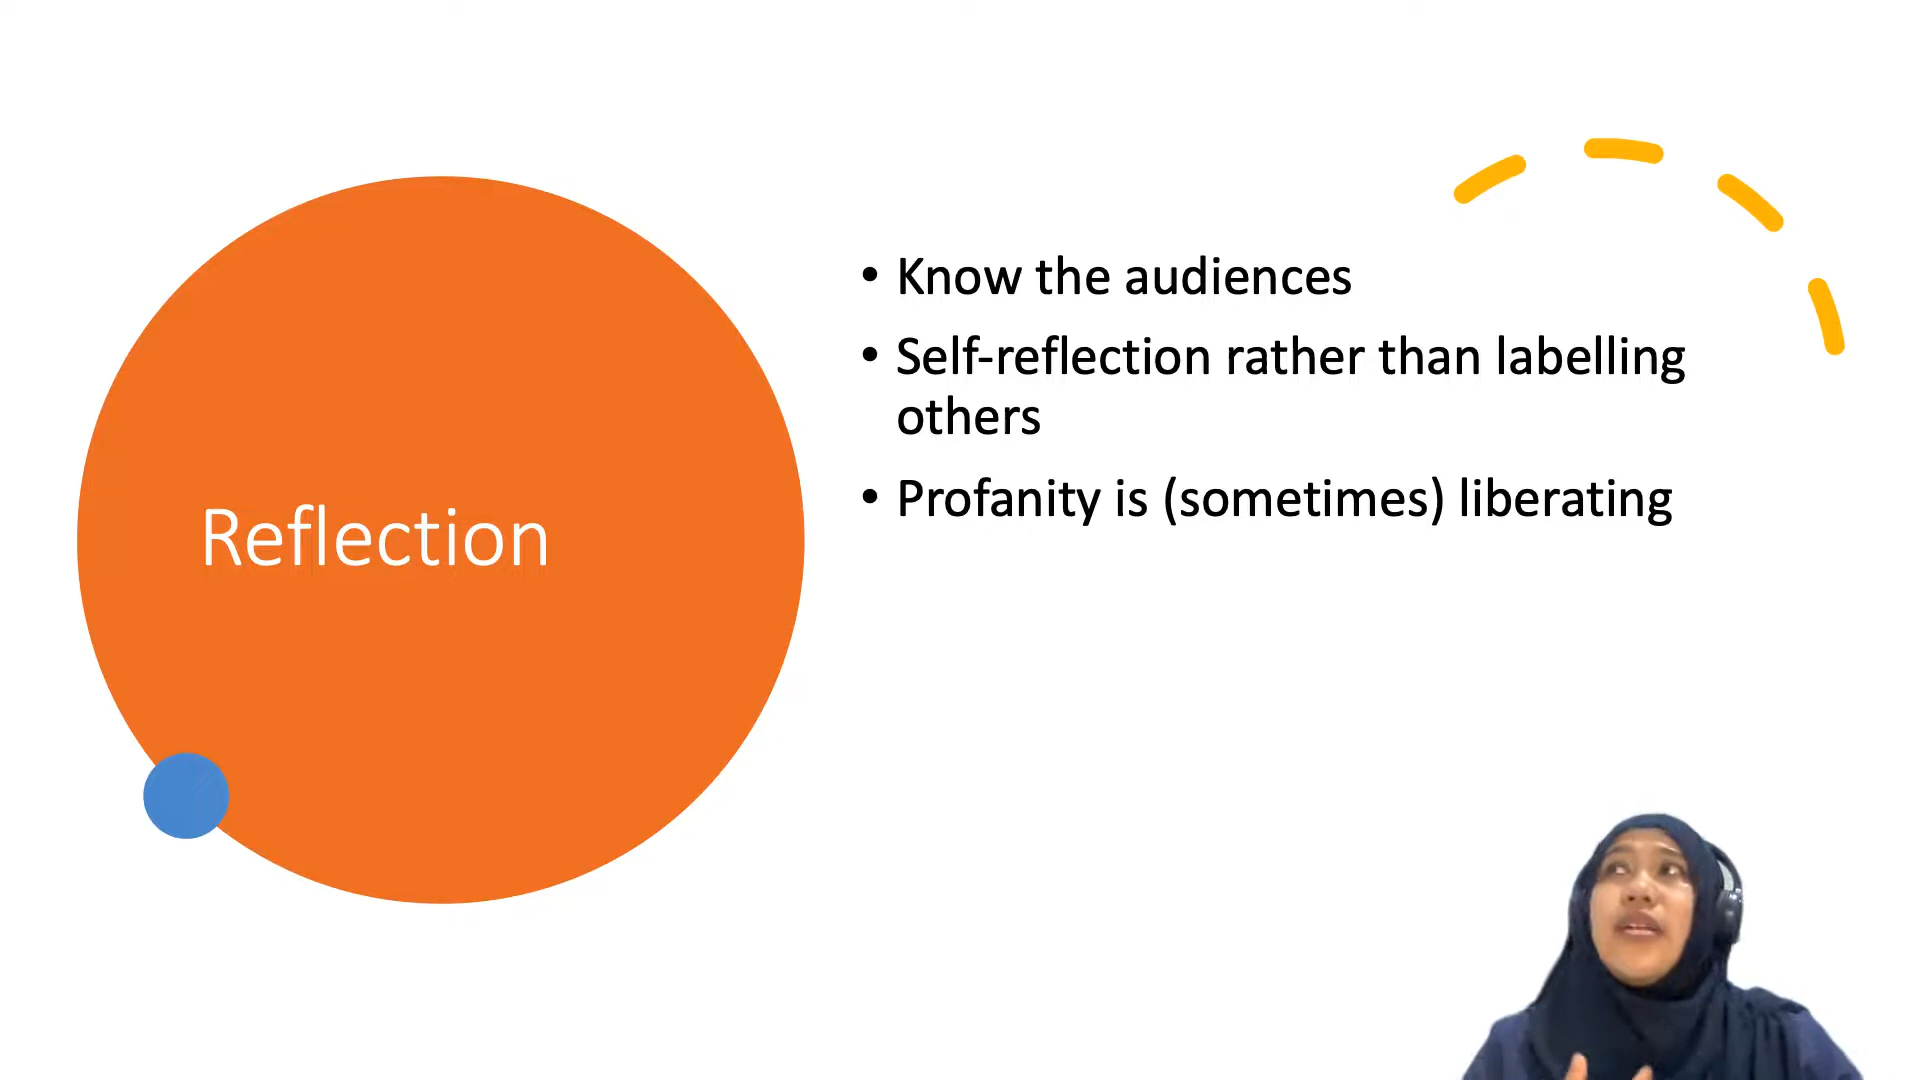 Reflection
• Know the audiences
• Self-reflection rather than labelling
others
• Profanity is (sometimes) liberating